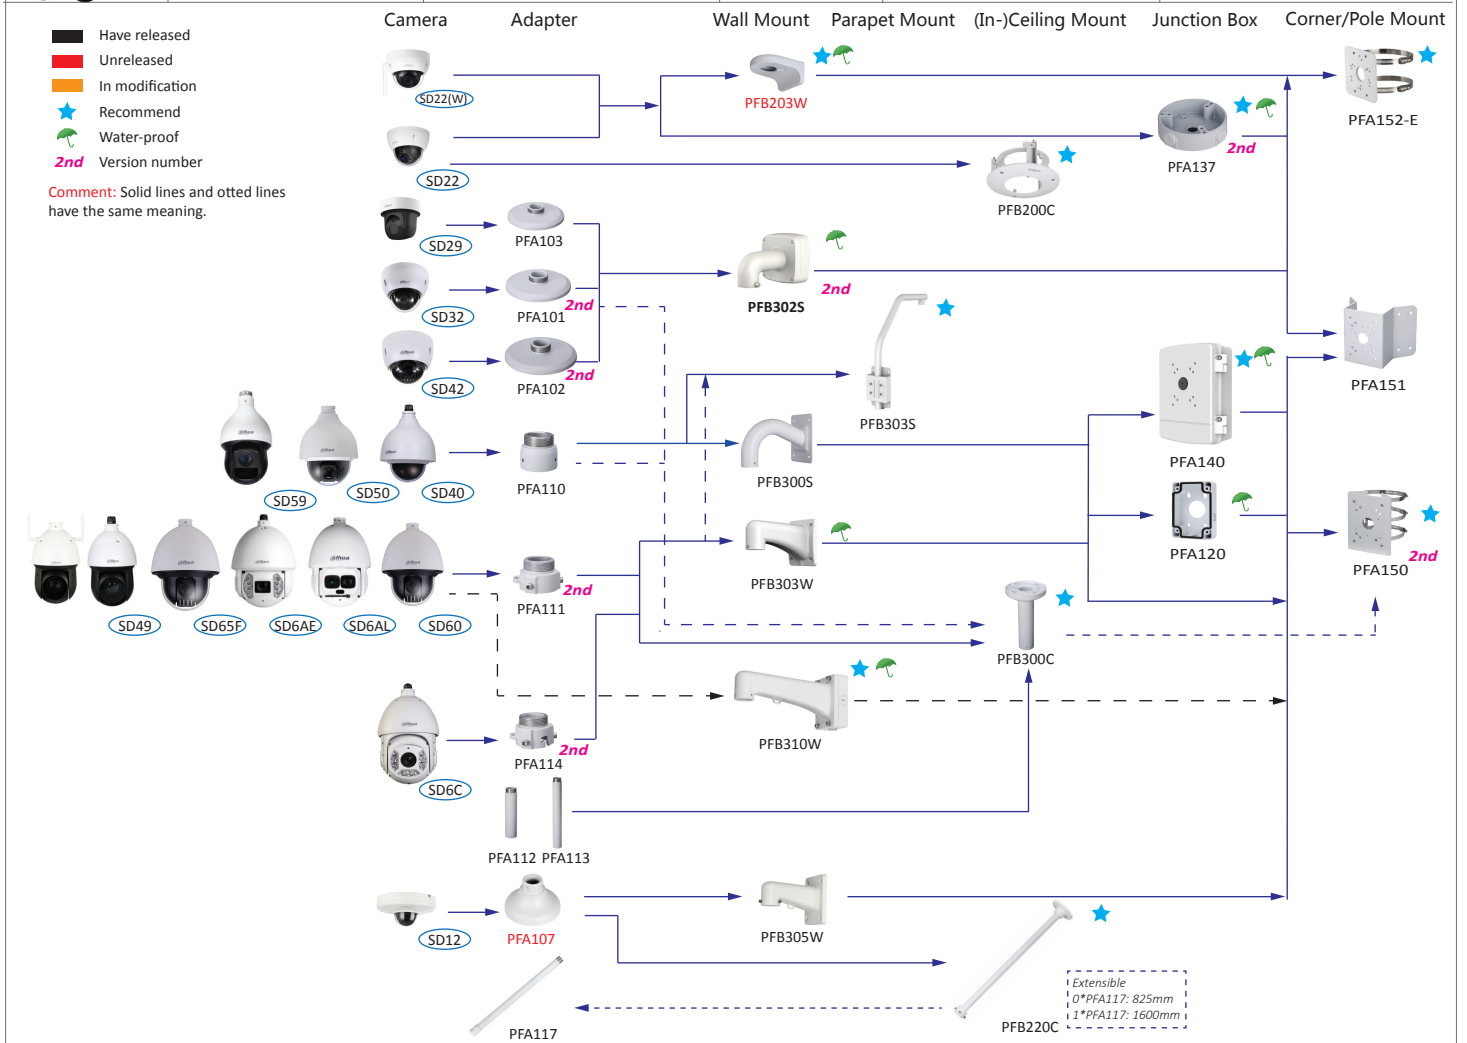 Camera
Adapter
Wall Mount
Parapet Mount
(In-)Ceiling Mount
Junction Box
Corner/Pole Mount
Have released
Unreleased
In modification
Recommend
Water-proof
2nd Version number
Comment: Solid lines and otted lines
have the same meaning.
SD22(W)
PFB203W
PFA152-E
SD22
PFB200C
PFA137
2nd
SD29
PFA103
PFB302S
2nd
SD32
PFA101
2nd
SD42
PFA102
2nd
PFB303S
PFA151
SD59
SD50
SD40
PFA110
PFB300S
PFA140
SD49
SD65F
SD6AE
SD6AL
SD60
PFA111
2nd
PFB303W
PFA120
PFA150
2nd
PFB300C
SD6C
PFA114
2nd
PFB310W
PFA112
PFA113
SD12
PFA107
PFB305W
PFA117
PFB220C
Extensible
0*PFA117: 825mm
1*PFA117: 1600mm